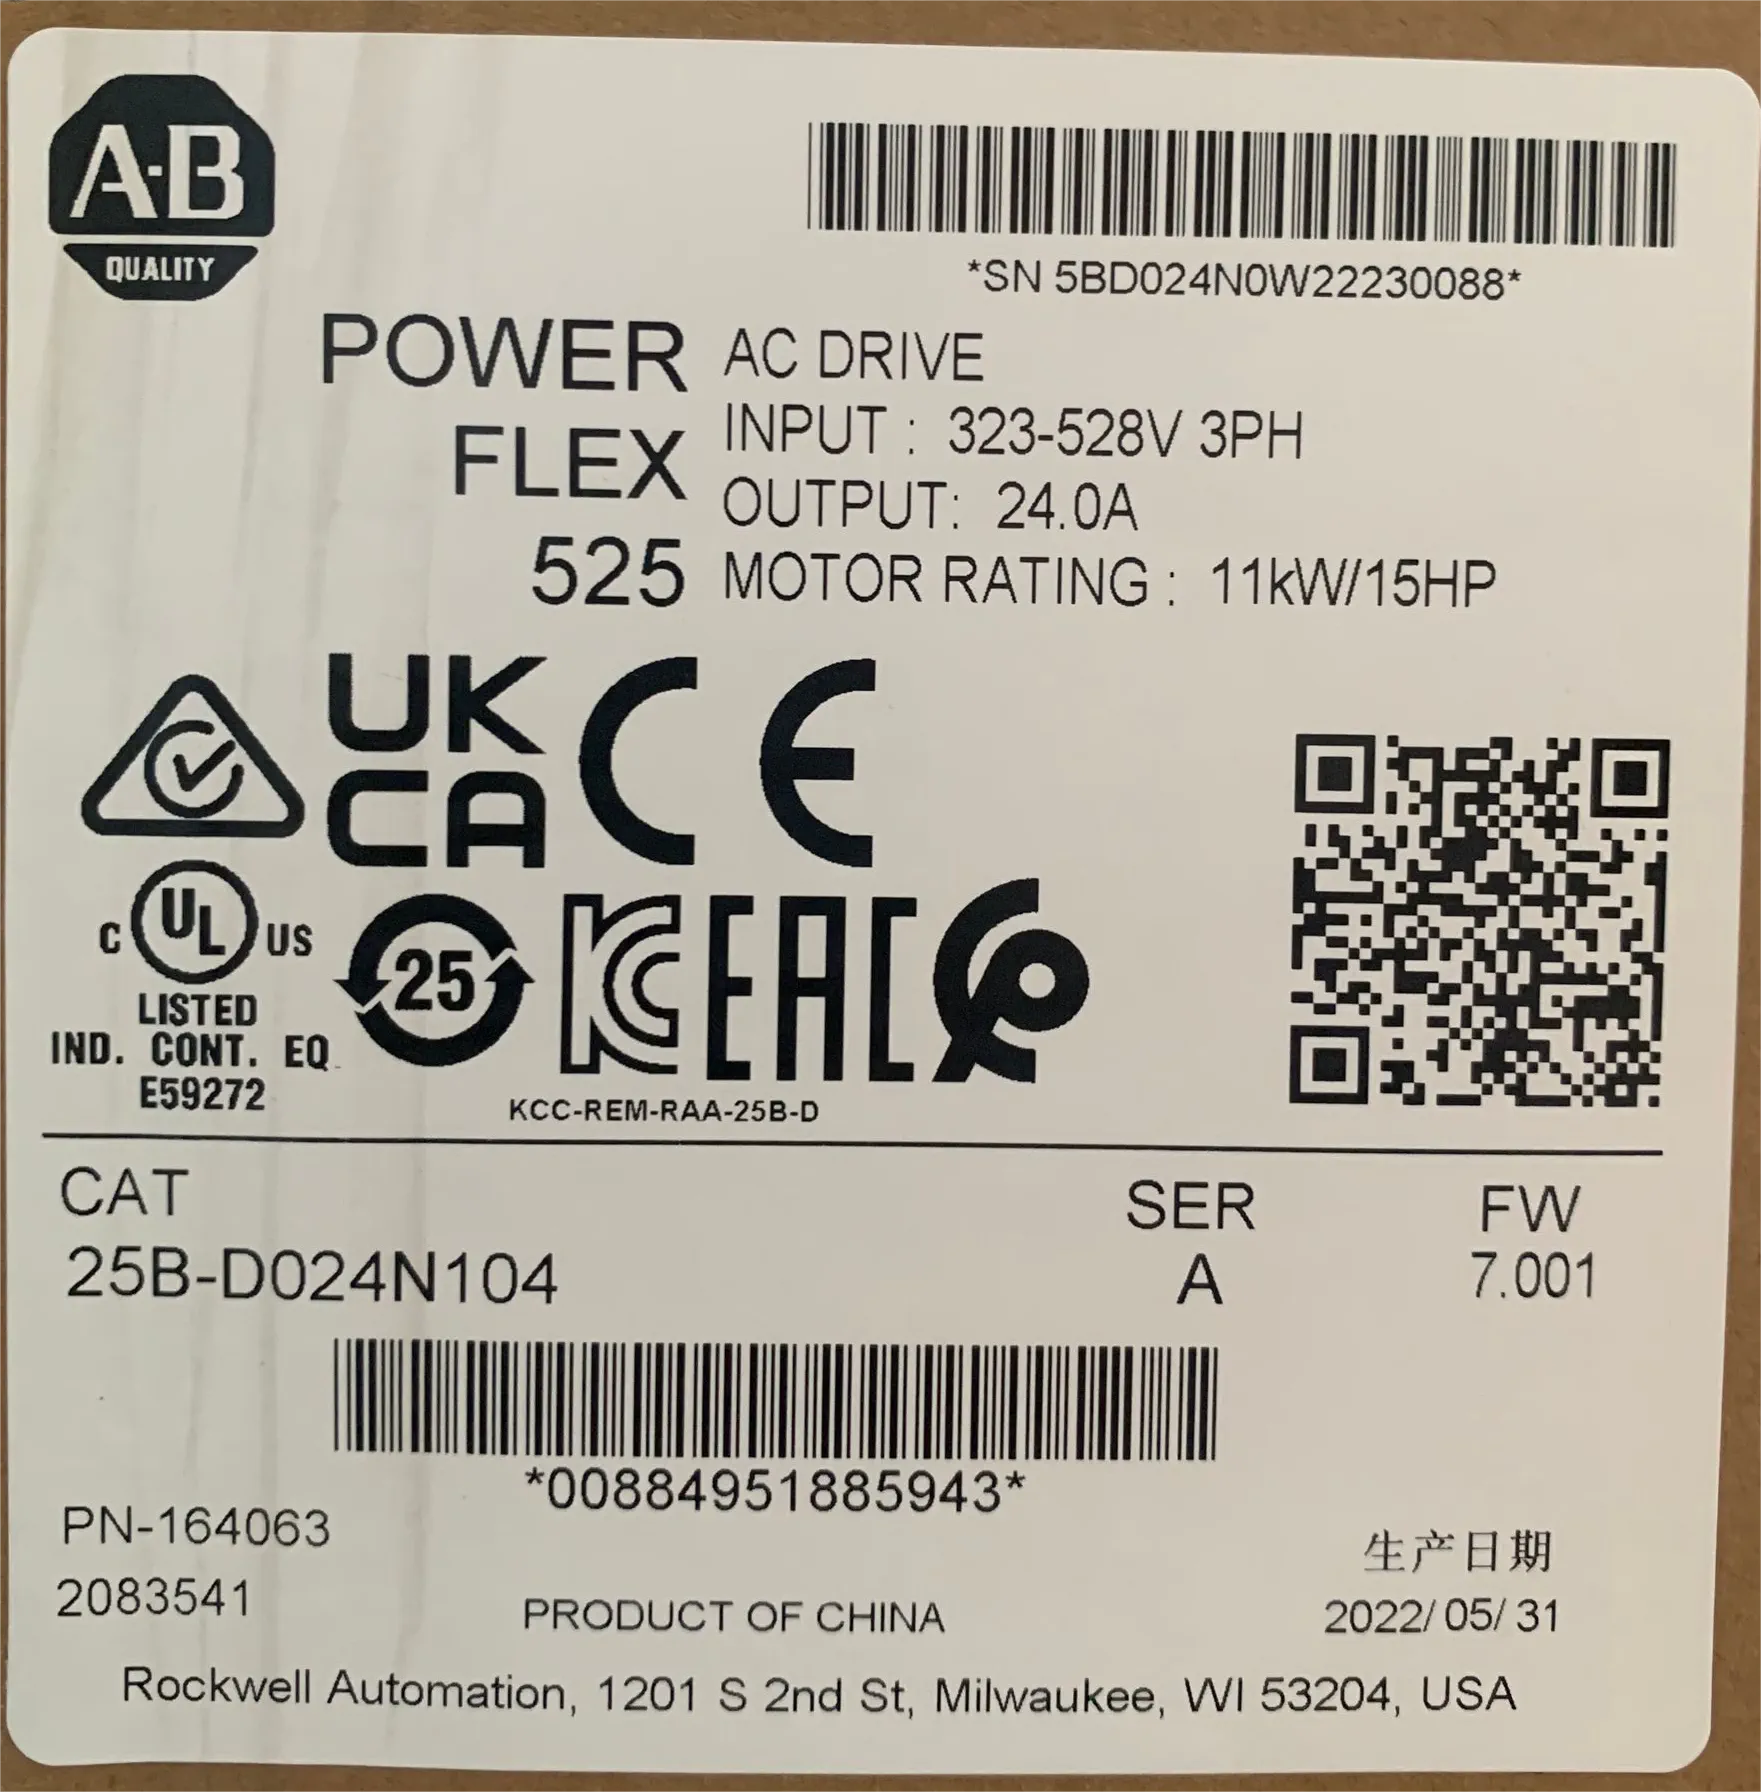 A-B
QUALITY
*SN 5BD024N0W22230088*
POWER
FLEX
525
AC DRIVE
INPUT : 323-528V 3PH
OUTPUT: 24.0A
MOTOR RATING : 11kW/15HP
UK
CA
CE
C UL US
LISTED
IND. CONT. EQ
E59272
25
KC
EAC
KCC-REM-RAA-25B-D
CAT
25B-D024N104
SER
A
FW
7.001
*00884951885943*
PN-164063
2083541
PRODUCT OF CHINA
生产日期
2022/05/31
Rockwell Automation, 1201 S 2nd St, Milwaukee, WI 53204, USA